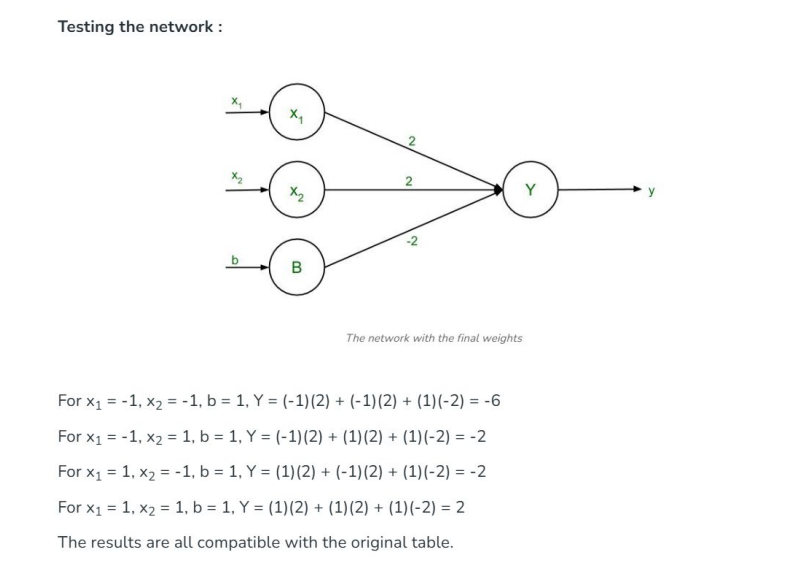 Testing the network :
x₁
x₁
2
x₂
x₂
2
Y
y
-2
b
B
The network with the final weights
For x₁ = -1, x₂ = -1, b = 1, Y = (-1)(2) + (-1)(2) + (1)(-2) = -6
For x₁ = -1, x₂ = 1, b = 1, Y = (-1)(2) + (1)(2) + (1)(-2) = -2
For x₁ = 1, x₂ = -1, b = 1, Y = (1)(2) + (-1)(2) + (1)(-2) = -2
For x₁ = 1, x₂ = 1, b = 1, Y = (1)(2) + (1)(2) + (1)(-2) = 2
The results are all compatible with the original table.